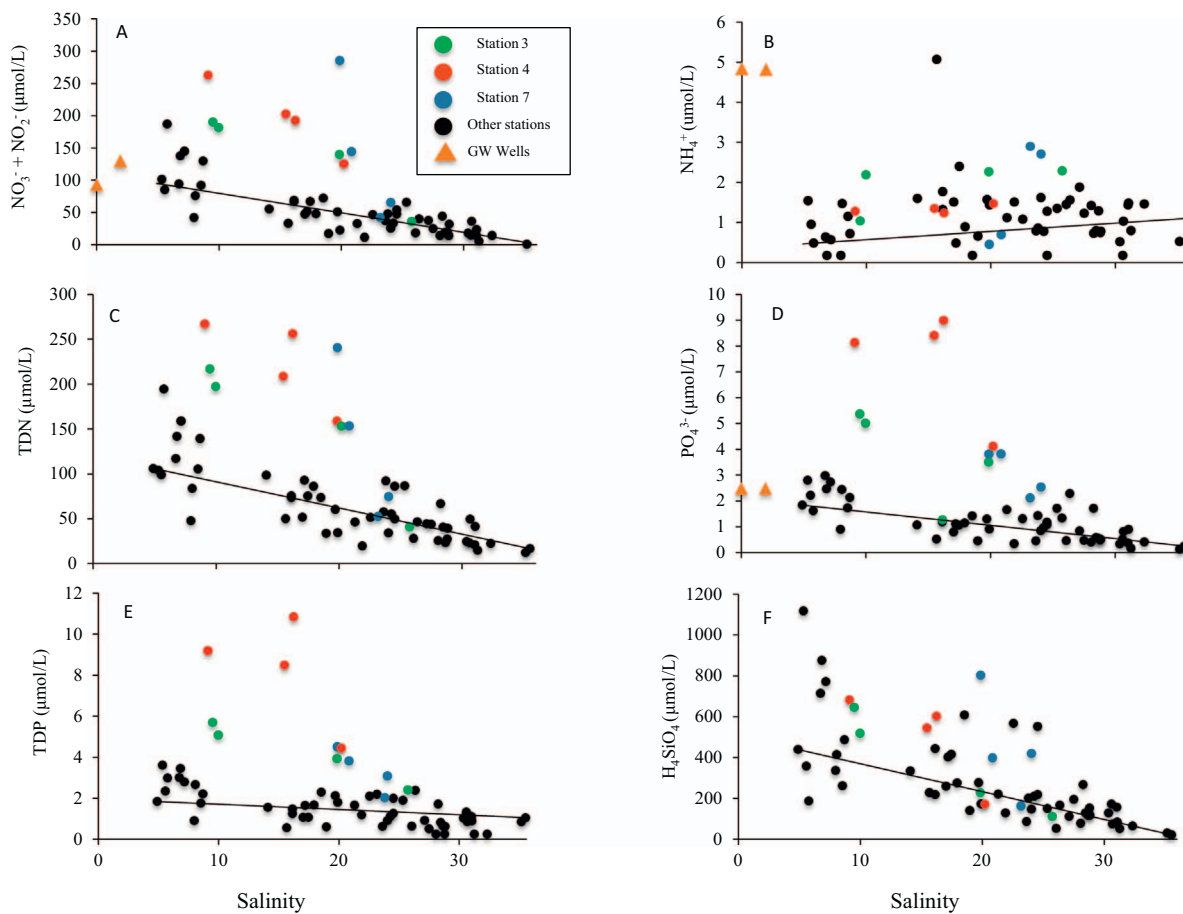 A
NO₃⁻ + NO₂⁻ (µmol/L)
350
300
250
200
150
100
50
0
Station 3
Station 4
Station 7
Other stations
GW Wells
B
NH₄⁺ (umol/L)
6
5
4
3
2
1
0
C
TDN (µmol/L)
300
250
200
150
100
50
0
D
PO₄³⁻ (µmol/L)
10
9
8
7
6
5
4
3
2
1
0
E
TDP (µmol/L)
12
10
8
6
4
2
0
0 10 20 30
Salinity
F
H₄SiO₄ (µmol/L)
1200
1000
800
600
400
200
0
0 10 20 30
Salinity